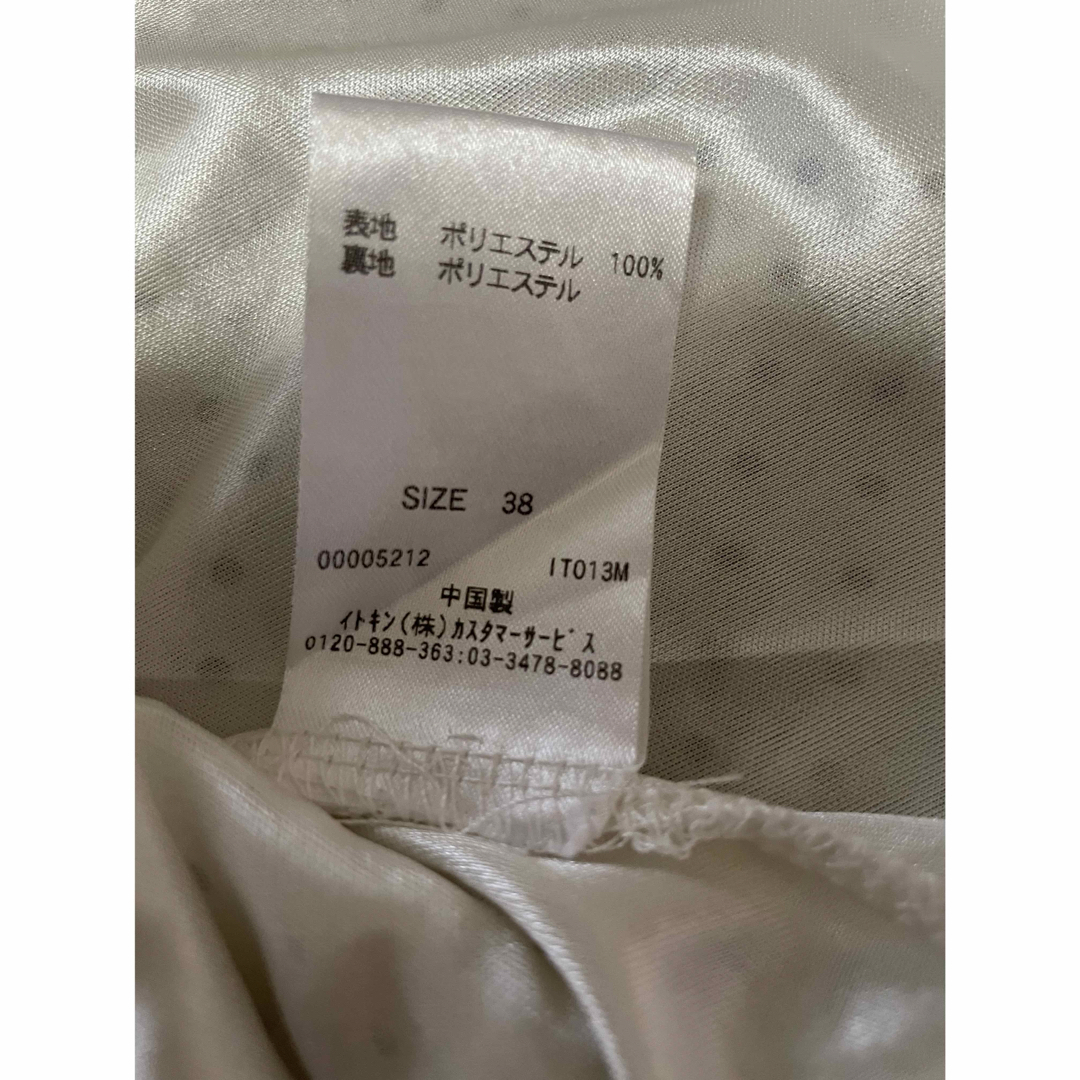 表地 ポリエステル 100%
裏地 ポリエステル
SIZE 38
00005212 IT013M
中国製
イトキン(株)カスタマーサービス
0120-888-363:03-3478-8088